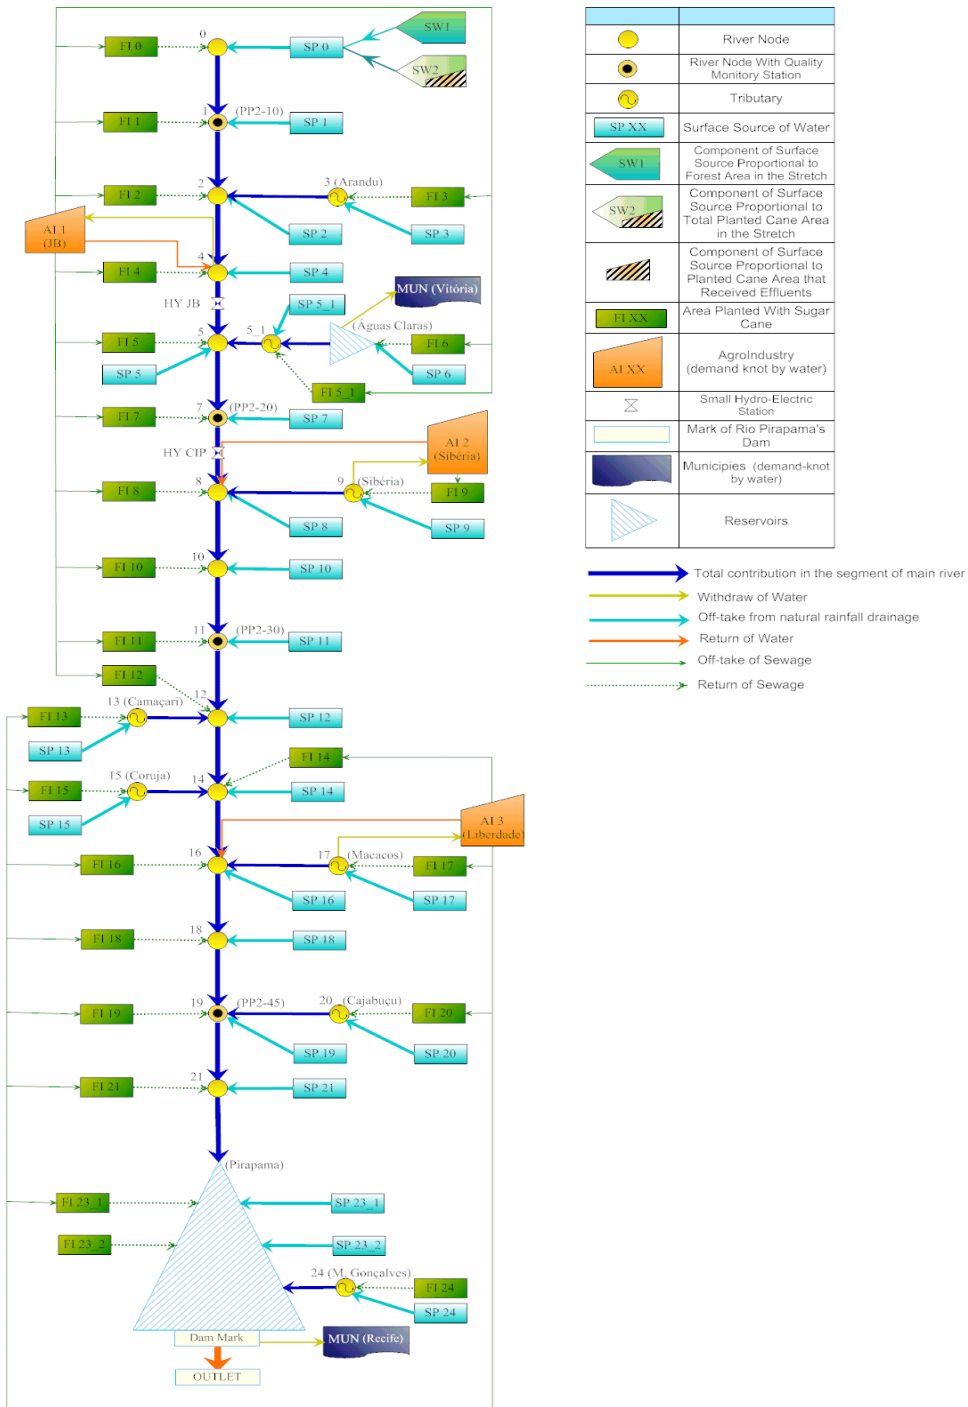 SW1
0
FI 0
SP 0
SW2
1
(PP2-10)
FI 1
SP 1
2
3 (Arandu)
FI 2
FI 3
AI 1
(JB)
SP 2
SP 3
4
FI 4
SP 4
HY JB
MUN (Vitória)
SP 5_1
5
5_1
(Águas Claras)
FI 5
FI 6
SP 5
SP 6
FI 5_1
7
(PP2-20)
FI 7
SP 7
HY CIP
AI 2
(Sibéria)
8
9
(Sibéria)
FI 8
FI 9
SP 8
SP 9
10
FI 10
SP 10
11
(PP2-30)
FI 11
SP 11
FI 12
12
13 (Camaçari)
FI 13
SP 12
SP 13
FI 14
15 (Coruja)
14
FI 15
SP 14
SP 15
AI 3
(Liberdade)
16
17
(Macacos)
FI 16
FI 17
SP 16
SP 17
18
FI 18
SP 18
19
(PP2-45)
20
(Cajabuçu)
FI 19
FI 20
SP 19
SP 20
21
FI 21
SP 21
(Pirapama)
FI 23_1
SP 23_1
FI 23_2
SP 23_2
24 (M. Gonçalves)
FI 24
SP 24
Dam Mark
MUN (Recife)
OUTLET
River Node
River Node With Quality
Monitory Station
Tributary
SP XX
Surface Source of Water
SW1
Component of Surface
Source Proportional to
Forest Area in the Stretch
SW2
Component of Surface
Source Proportional to
Total Planted Cane Area
in the Stretch
Component of Surface
Source Proportional to
Planted Cane Area that
Received Effluents
FI XX
Area Planted With Sugar
Cane
AI XX
AgroIndustry
(demand knot by water)
Small Hydro-Electric
Station
Mark of Rio Pirapama's
Dam
Municipies (demand-knot
by water)
Reservoirs
Total contribution in the segment of main river
Withdraw of Water
Off-take from natural rainfall drainage
Return of Water
Off-take of Sewage
Return of Sewage